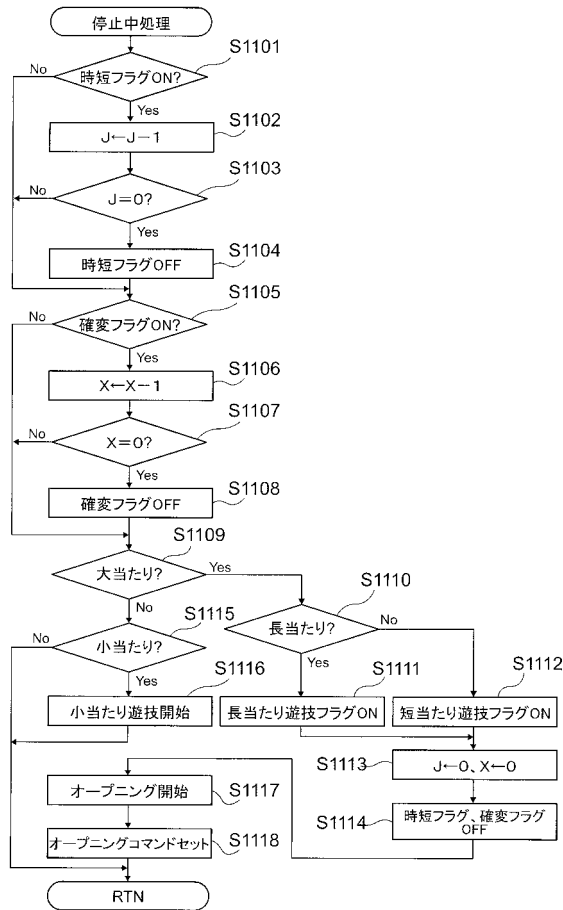 停止中処理
S1101
時短フラグON?
No
Yes
S1102
J←J－1
S1103
J＝0?
No
Yes
S1104
時短フラグOFF
S1105
確変フラグON?
No
Yes
S1106
X←X－1
S1107
X＝0?
No
Yes
S1108
確変フラグOFF
S1109
大当たり?
Yes
No
S1110
長当たり?
No
Yes
S1115
小当たり?
No
Yes
S1116
小当たり遊技開始
S1111
長当たり遊技フラグON
S1112
短当たり遊技フラグON
S1113
J←0、X←0
S1114
時短フラグ、確変フラグ
OFF
S1117
オープニング開始
S1118
オープニングコマンドセット
RTN